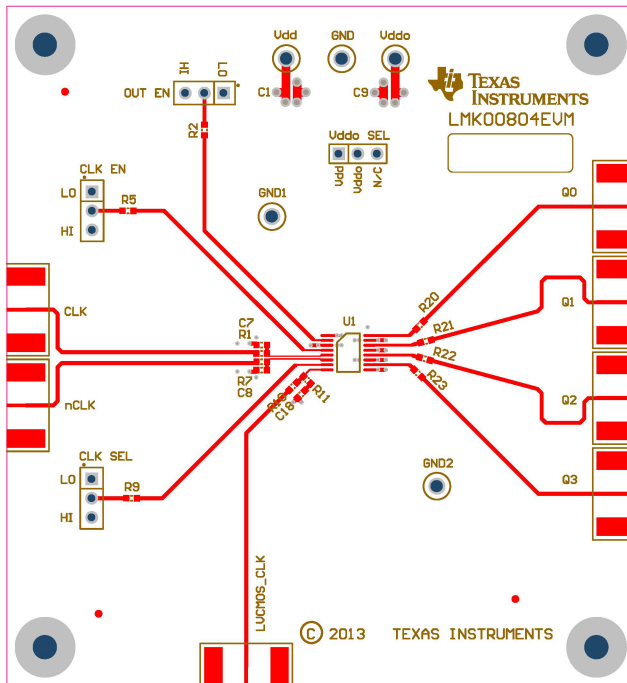 Vdd
GND
Vddo
HI
LO
OUT EN
C1
C9
TEXAS
INSTRUMENTS
LMK00804EVM
R2
Vddo SEL
Vdd
Vddo
N/C
CLK EN
LO
R5
HI
GND1
Q0
CLK
C7
R1
U1
R20
R21
Q1
R22
R23
R7
C8
R11
C18
nCLK
Q2
CLK SEL
LO
R9
HI
GND2
Q3
LVCMOS_CLK
© 2013 TEXAS INSTRUMENTS